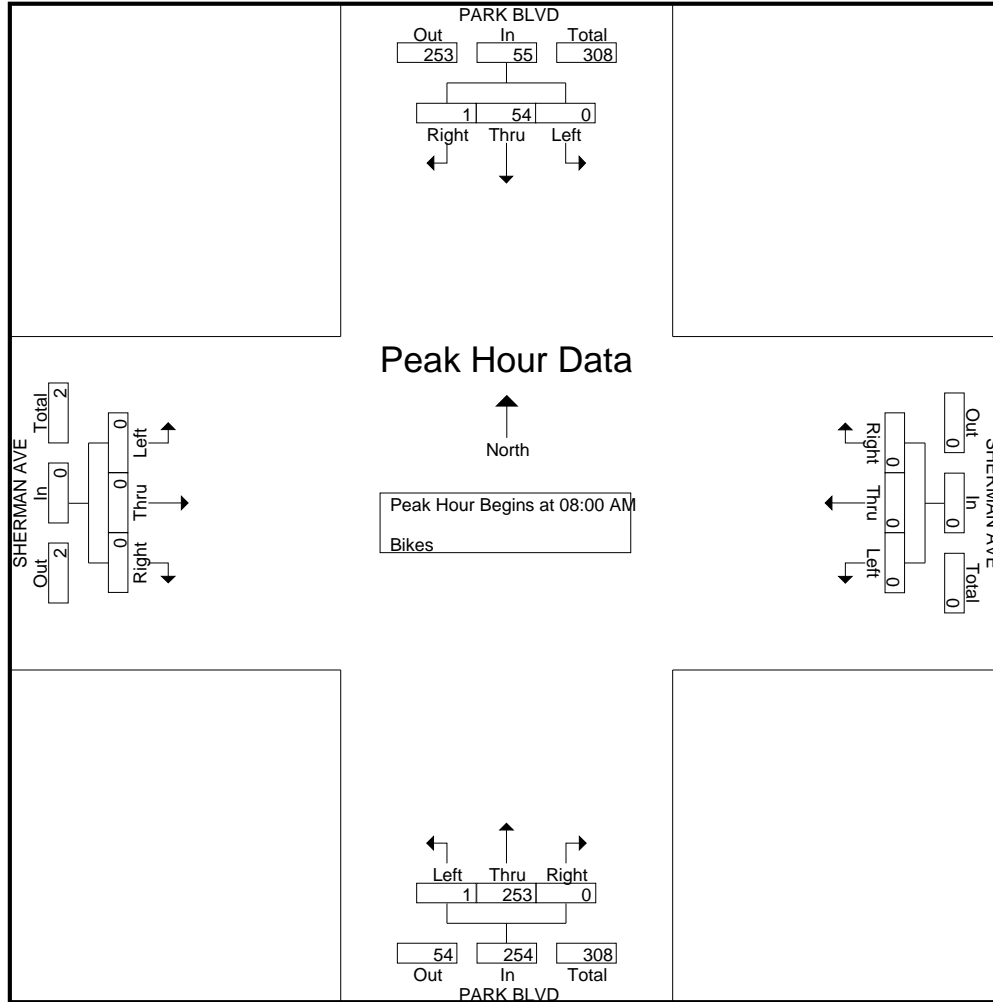 PARK BLVD
Out In Total
253 55 308
1 54 0
Right Thru Left
Peak Hour Data
North
Peak Hour Begins at 08:00 AM
Bikes
SHERMAN AVE
Out In Total
2 0 2
0 0 0
Right Thru Left
SHERMAN AVE
Out In Total
0 0 0
0 0 0
Right Thru Left
Left Thru Right
1 253 0
54 254 308
Out In Total
PARK BLVD